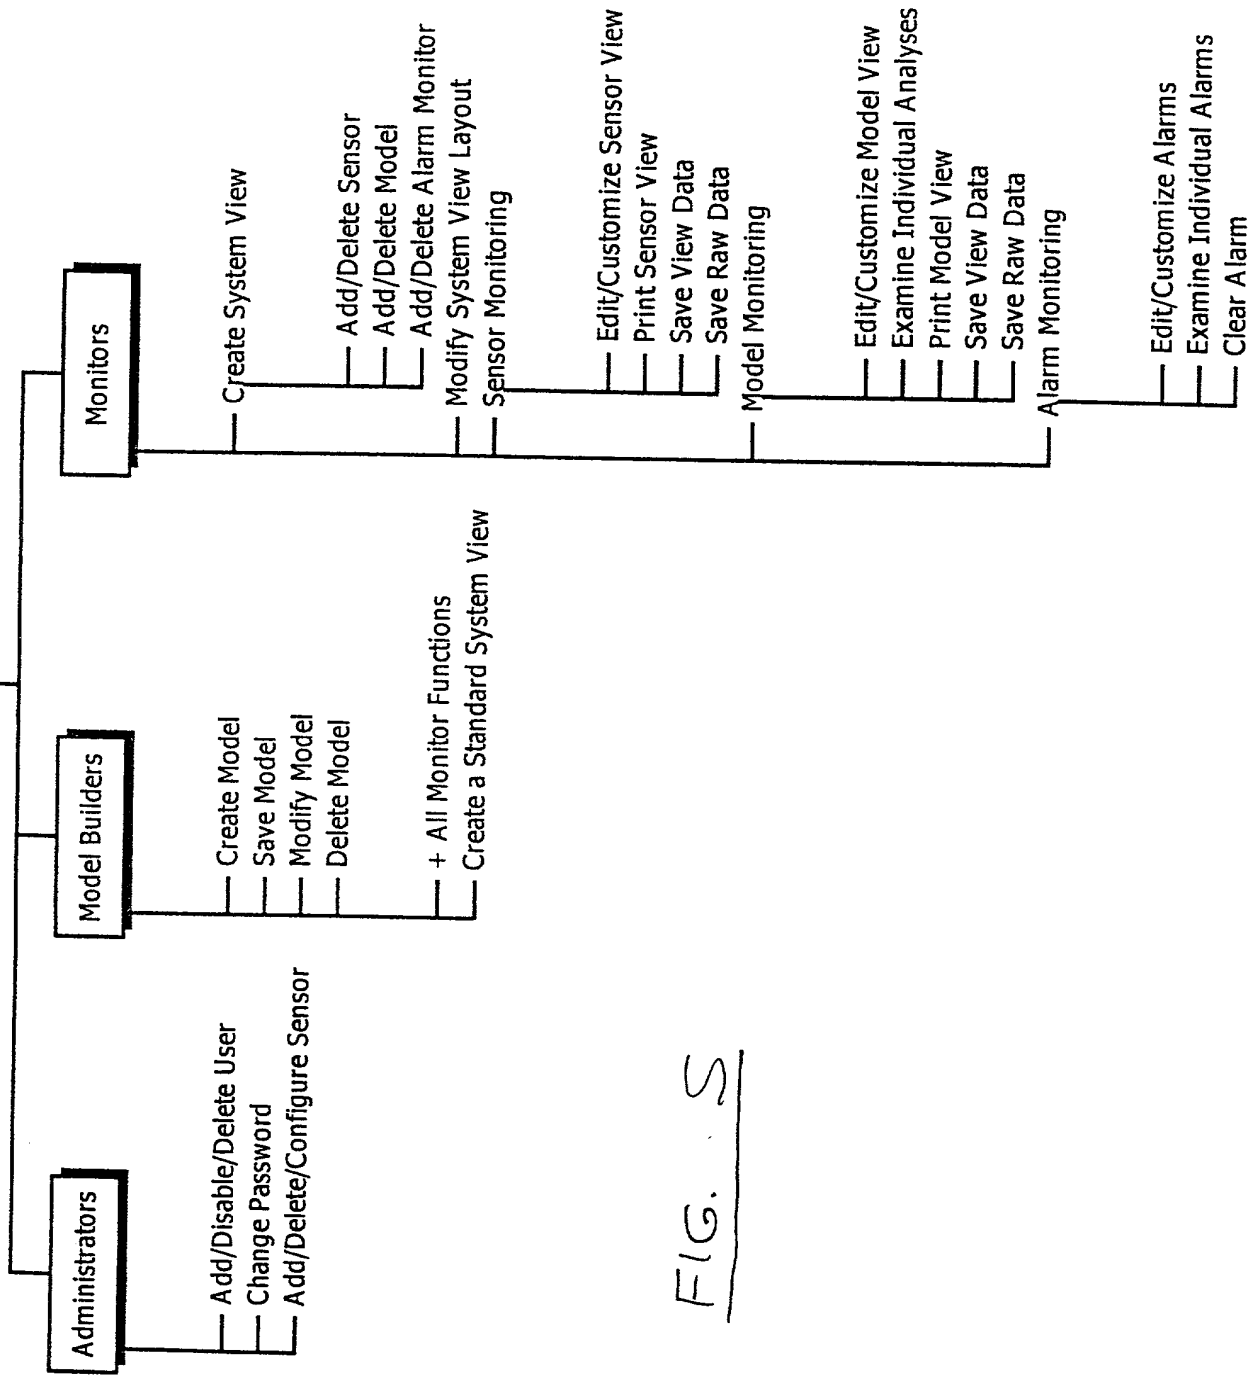 Administrators
Add/Disable/Delete User
Change Password
Add/Delete/Configure Sensor
Model Builders
Create Model
Save Model
Modify Model
Delete Model
+ All Monitor Functions
Create a Standard System View
Monitors
Create System View
Add/Delete Sensor
Add/Delete Model
Add/Delete Alarm Monitor
Modify System View Layout
Sensor Monitoring
Edit/Customize Sensor View
Print Sensor View
Save View Data
Save Raw Data
Model Monitoring
Edit/Customize Model View
Examine Individual Analyses
Print Model View
Save View Data
Save Raw Data
Alarm Monitoring
Edit/Customize Alarms
Examine Individual Alarms
Clear Alarm
FIG. 5